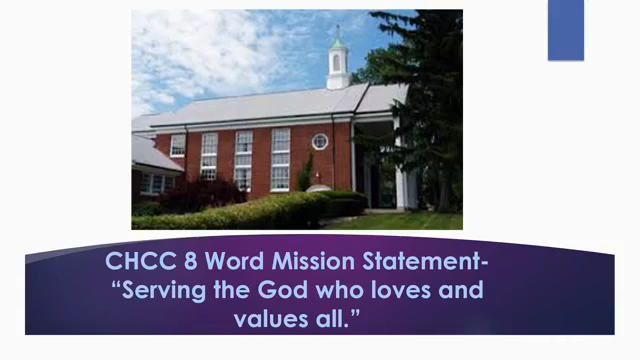 CHCC 8 Word Mission Statement-
“Serving the God who loves and
values all.”